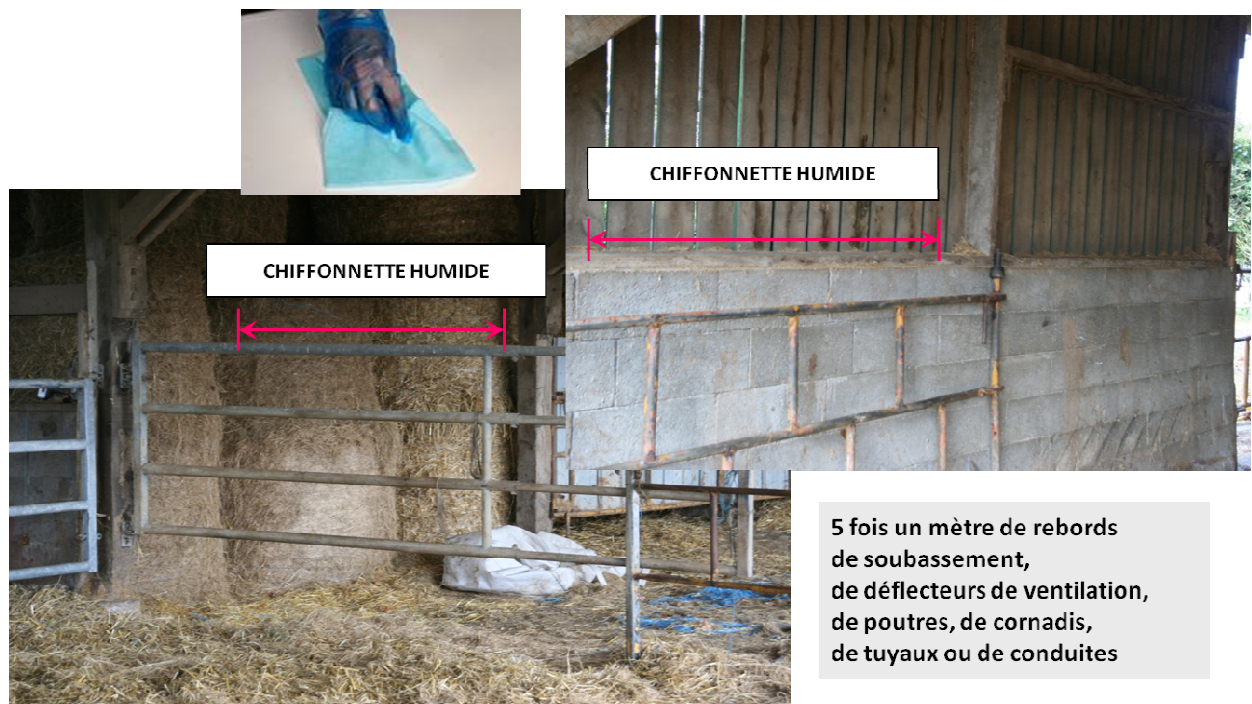 CHIFFONNETTE HUMIDE
CHIFFONNETTE HUMIDE
5 fois un mètre de rebords
de soubassement,
de déflecteurs de ventilation,
de poutres, de cornadis,
de tuyaux ou de conduites